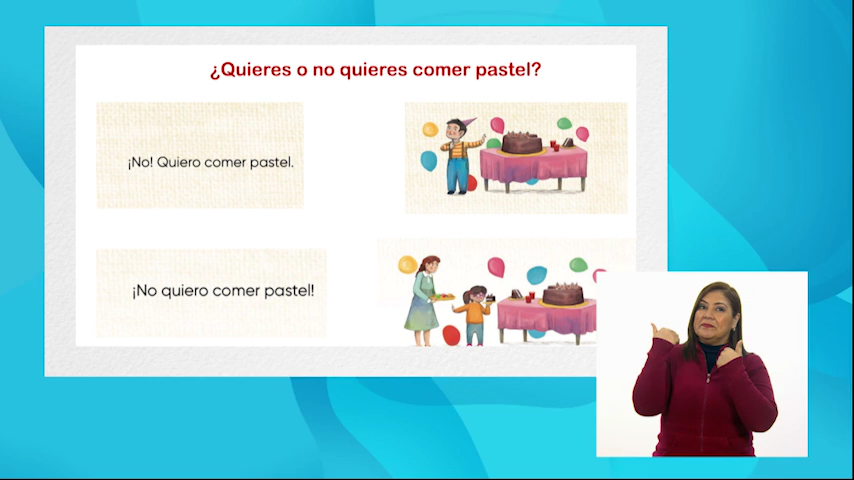 ¿Quieres o no quieres comer pastel?
¡No! Quiero comer pastel.
¡No quiero comer pastel!